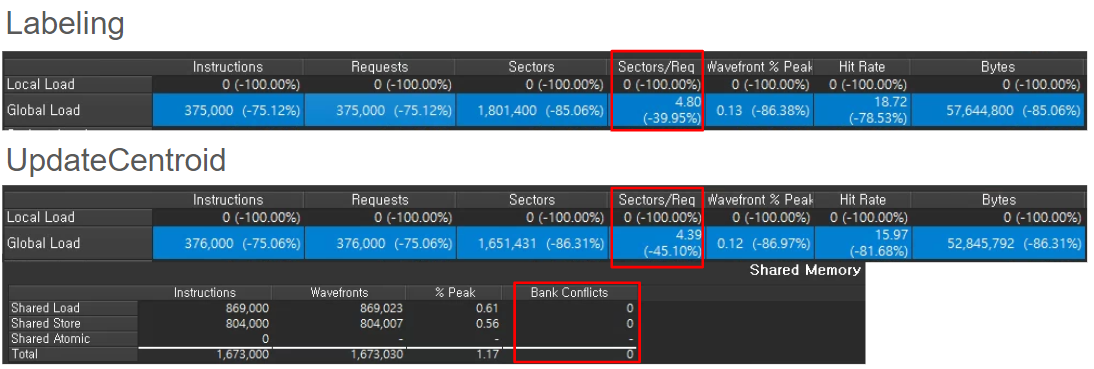 Labeling
Instructions Requests Sectors Sectors/Req Wavefront % Peak Hit Rate Bytes
Local Load 0 (-100.00%) 0 (-100.00%) 0 (-100.00%) 0 (-100.00%) 0 (-100.00%) 0 (-100.00%) 0 (-100.00%)
Global Load 375,000 (-75.12%) 375,000 (-75.12%) 1,801,400 (-85.06%) 4.80 (-39.95%) 0.13 (-86.38%) 18.72 (-78.53%) 57,644,800 (-85.06%)
UpdateCentroid
Instructions Requests Sectors Sectors/Req Wavefront % Peak Hit Rate Bytes
Local Load 0 (-100.00%) 0 (-100.00%) 0 (-100.00%) 0 (-100.00%) 0 (-100.00%) 0 (-100.00%) 0 (-100.00%)
Global Load 376,000 (-75.06%) 376,000 (-75.06%) 1,651,431 (-86.31%) 4.39 (-45.10%) 0.12 (-86.97%) 15.97 (-81.68%) 52,845,792 (-86.31%)
Shared Memory
Instructions Wavefronts % Peak Bank Conflicts
Shared Load 869,000 869,023 0.61 0
Shared Store 804,000 804,007 0.56 0
Shared Atomic 0 - - -
Total 1,673,000 1,673,030 1.17 0